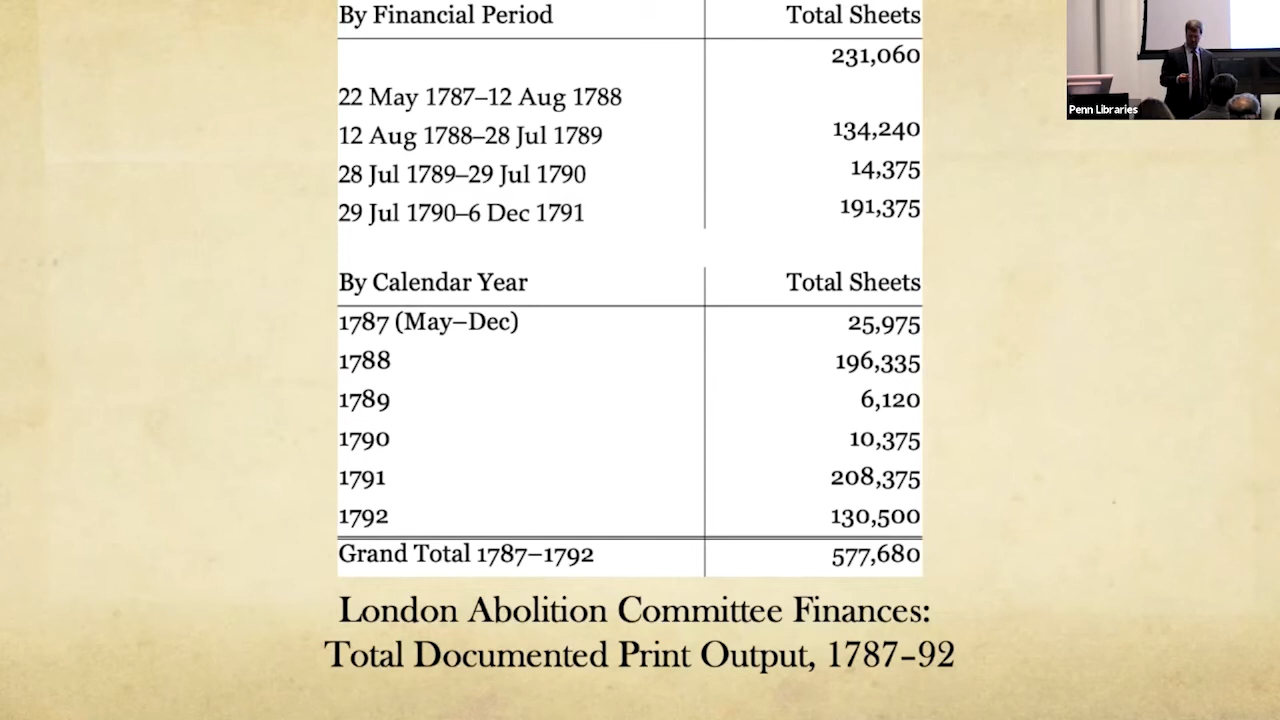 By Financial Period Total Sheets
231,060
22 May 1787–12 Aug 1788
12 Aug 1788–28 Jul 1789 134,240
28 Jul 1789–29 Jul 1790 14,375
29 Jul 1790–6 Dec 1791 191,375
By Calendar Year Total Sheets
1787 (May–Dec) 25,975
1788 196,335
1789 6,120
1790 10,375
1791 208,375
1792 130,500
Grand Total 1787–1792 577,680
London Abolition Committee Finances:
Total Documented Print Output, 1787-92
Penn Libraries